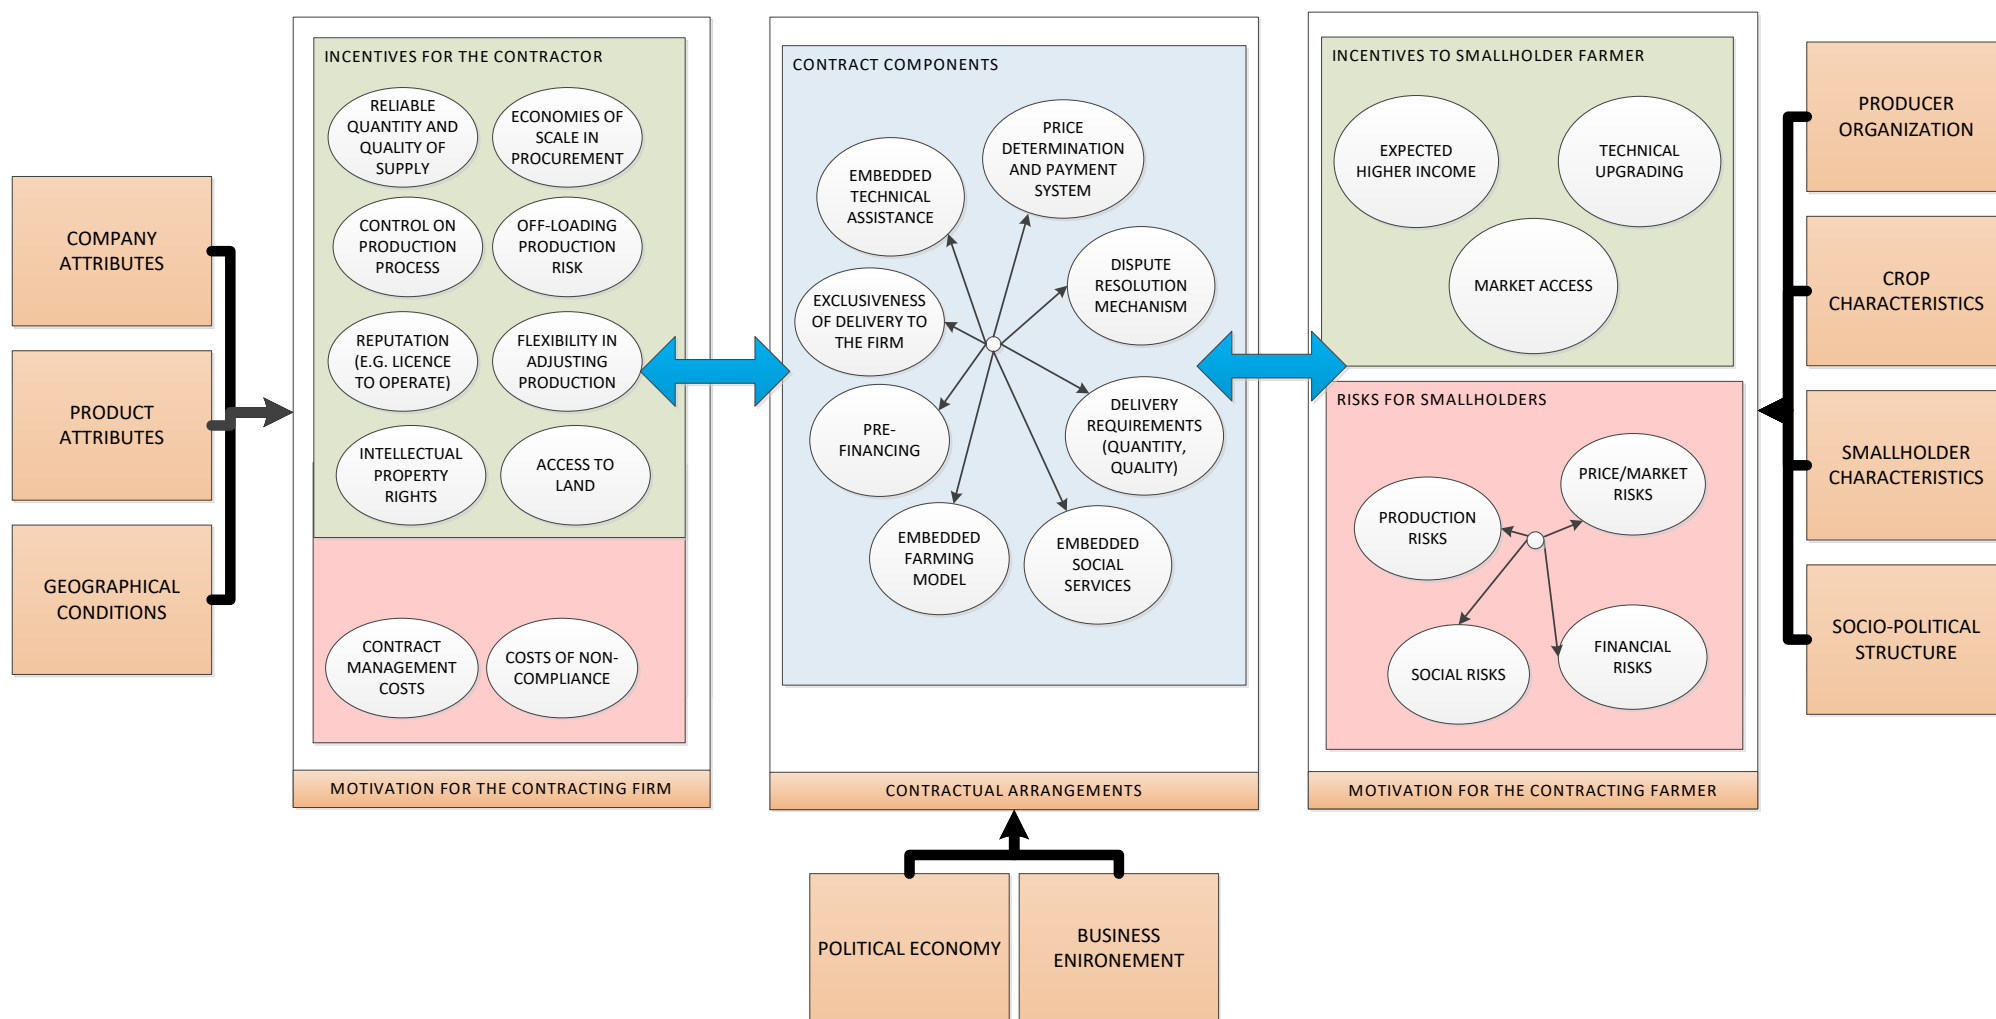 COMPANY
ATTRIBUTES
PRODUCT
ATTRIBUTES
GEOGRAPHICAL
CONDITIONS
INCENTIVES FOR THE CONTRACTOR
RELIABLE
QUANTITY AND
QUALITY OF
SUPPLY
ECONOMIES OF
SCALE IN
PROCUREMENT
CONTROL ON
PRODUCTION
PROCESS
OFF-LOADING
PRODUCTION
RISK
REPUTATION
(E.G. LICENCE
TO OPERATE)
FLEXIBILITY IN
ADJUSTING
PRODUCTION
INTELLECTUAL
PROPERTY
RIGHTS
ACCESS TO
LAND
CONTRACT
MANAGEMENT
COSTS
COSTS OF NON-
COMPLIANCE
MOTIVATION FOR THE CONTRACTING FIRM
CONTRACT COMPONENTS
PRICE
DETERMINATION
AND PAYMENT
SYSTEM
EMBEDDED
TECHNICAL
ASSISTANCE
DISPUTE
RESOLUTION
MECHANISM
EXCLUSIVENESS
OF DELIVERY TO
THE FIRM
DELIVERY
REQUIREMENTS
(QUANTITY,
QUALITY)
PRE-
FINANCING
EMBEDDED
FARMING
MODEL
EMBEDDED
SOCIAL
SERVICES
CONTRACTUAL ARRANGEMENTS
POLITICAL ECONOMY
BUSINESS
ENIRONEMENT
INCENTIVES TO SMALLHOLDER FARMER
EXPECTED
HIGHER INCOME
TECHNICAL
UPGRADING
MARKET ACCESS
RISKS FOR SMALLHOLDERS
PRICE/MARKET
RISKS
PRODUCTION
RISKS
SOCIAL RISKS
FINANCIAL
RISKS
MOTIVATION FOR THE CONTRACTING FARMER
PRODUCER
ORGANIZATION
CROP
CHARACTERISTICS
SMALLHOLDER
CHARACTERISTICS
SOCIO-POLITICAL
STRUCTURE